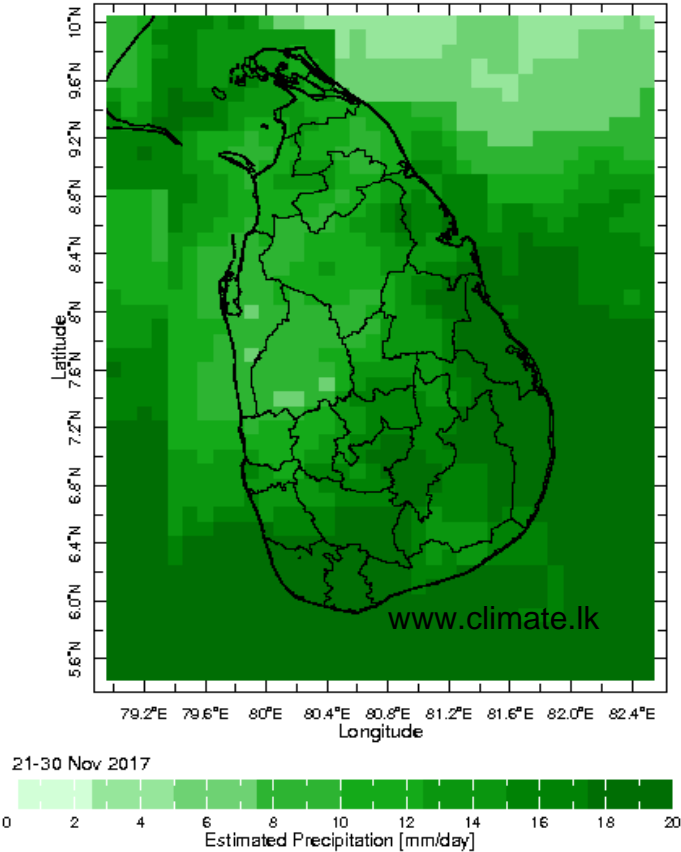 10°N
9.6°N
9.2°N
8.8°N
8.4°N
8°N
7.6°N
7.2°N
6.8°N
6.4°N
6.0°N
5.6°N
Latitude
www.climate.lk
79.2°E 79.6°E 80°E 80.4°E 80.8°E 81.2°E 81.6°E 82.0°E 82.4°E
Longitude
21-30 Nov 2017
0 2 4 6 8 10 12 14 16 18 20
Estimated Precipitation [mm/day]